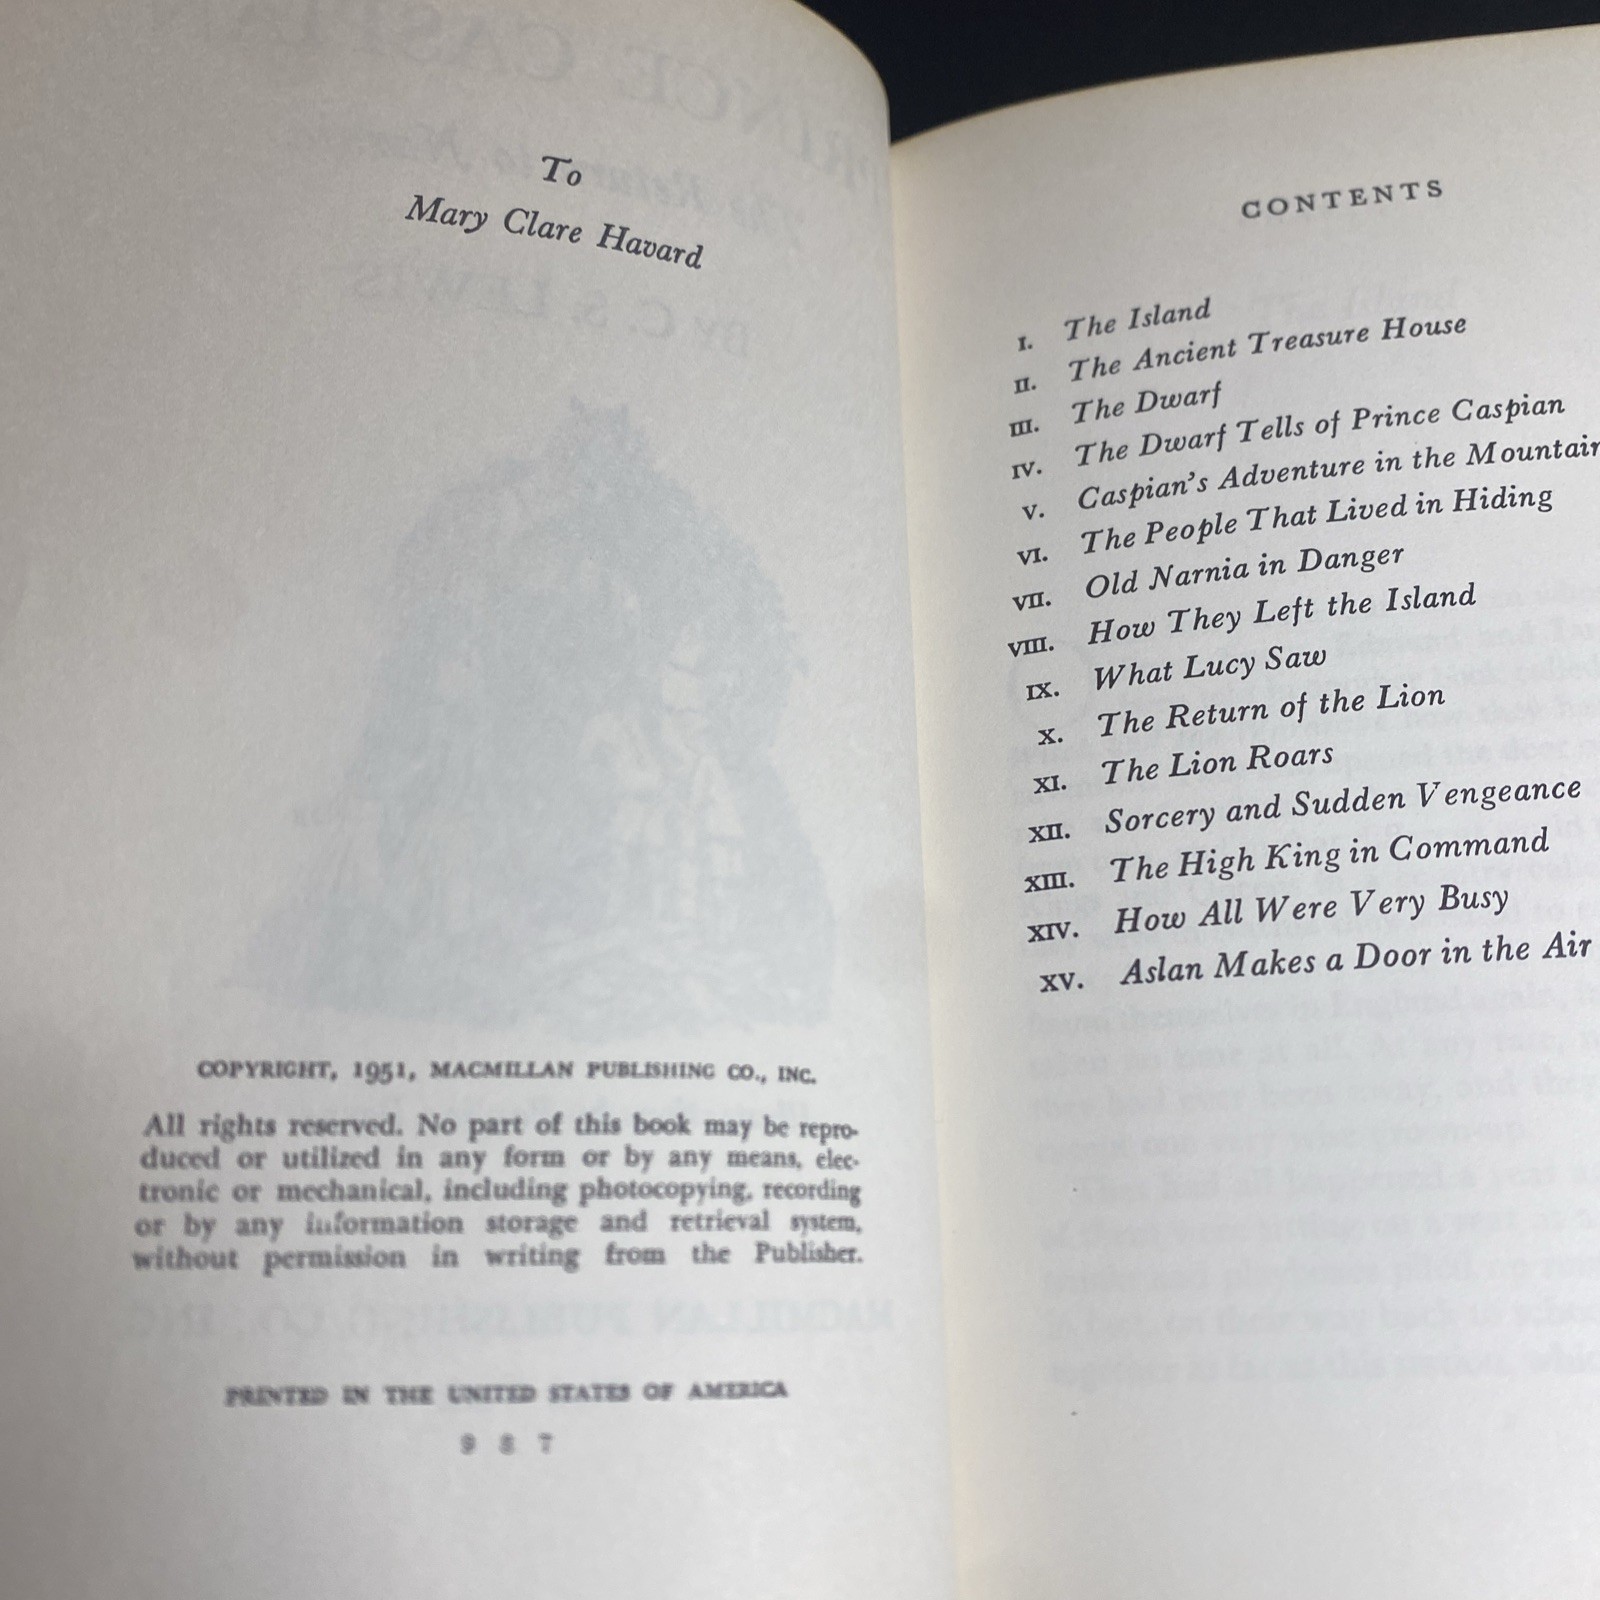 To
Mary Clare Havard
COPYRIGHT, 1951, MACMILLAN PUBLISHING CO., INC.
All rights reserved. No part of this book may be repro-
duced or utilized in any form or by any means, elec-
tronic or mechanical, including photocopying, recording
or by any information storage and retrieval system,
without permission in writing from the Publisher.
PRINTED IN THE UNITED STATES OF AMERICA
9 8 7
CONTENTS
I. The Island
II. The Ancient Treasure House
III. The Dwarf
IV. The Dwarf Tells of Prince Caspian
V. Caspian's Adventure in the Mountain
VI. The People That Lived in Hiding
VII. Old Narnia in Danger
VIII. How They Left the Island
IX. What Lucy Saw
X. The Return of the Lion
XI. The Lion Roars
XII. Sorcery and Sudden Vengeance
XIII. The High King in Command
XIV. How All Were Very Busy
XV. Aslan Makes a Door in the Air